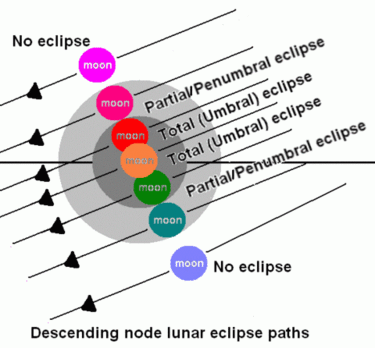 No eclipse
moon
Partial/Penumbral eclipse
moon
Total (Umbral) eclipse
moon
Total (Umbral) eclipse
moon
Partial/Penumbral eclipse
moon
moon
moon
No eclipse
Descending node lunar eclipse paths